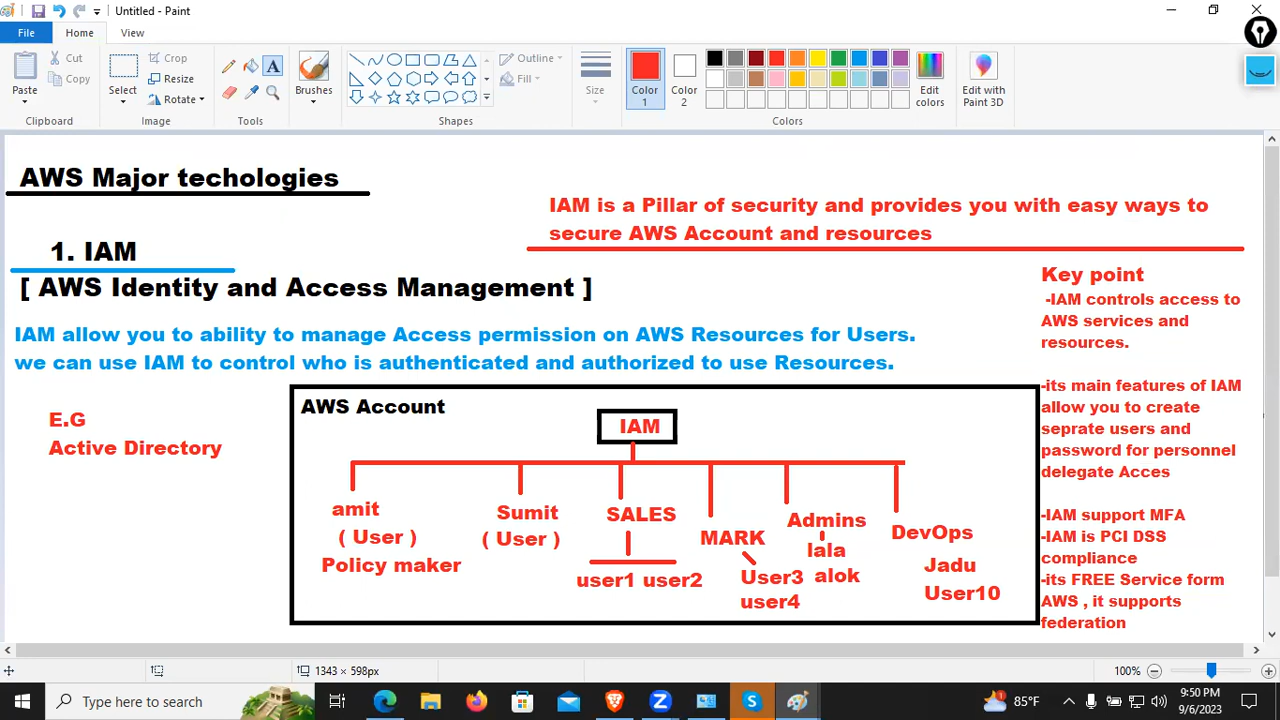 Untitled - Paint
File
Home
View
Paste
Cut
Copy
Clipboard
Select
Crop
Resize
Rotate
Image
Tools
Brushes
Outline
Fill
Shapes
Size
Color 1
Color 2
Edit colors
Colors
Edit with Paint 3D
AWS Major techologies
IAM is a Pillar of security and provides you with easy ways to
secure AWS Account and resources
1. IAM
[ AWS Identity and Access Management ]
IAM allow you to ability to manage Access permission on AWS Resources for Users.
we can use IAM to control who is authenticated and authorized to use Resources.
E.G
Active Directory
AWS Account
IAM
amit
( User )
Policy maker
Sumit
( User )
SALES
user1 user2
MARK
User3
user4
Admins
lala
alok
DevOps
Jadu
User10
Key point
-IAM controls access to
AWS services and
resources.
-its main features of IAM
allow you to create
seprate users and
password for personnel
delegate Acces
-IAM support MFA
-IAM is PCI DSS
compliance
-its FREE Service form
AWS , it supports
federation
1343 × 598px
100%
Type here to search
85°F
9:50 PM
9/6/2023